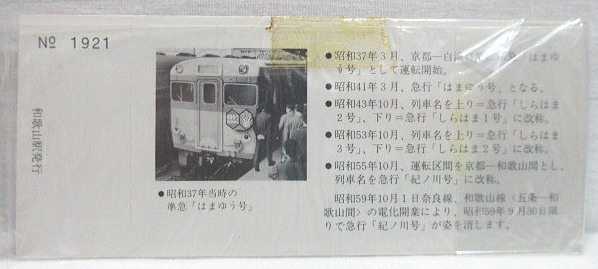 № 1921
和歌山駅発行
●昭和37年当時の
準急「はまゆう号」
●昭和37年3月、京都―白浜 はまゆ
う号」として運転開始。
●昭和41年3月、急行「はまゆう号」となる。
●昭和43年10月、列車名を上り＝急行「しらはま
2号」、下り＝急行「しらはま1号」に改称。
●昭和53年10月、列車名を上り＝急行「しらはま
3号」、下り＝急行「しらはま2号」に改称。
●昭和55年10月、運転区間を京都―和歌山間とし、
列車名を急行「紀ノ川号」に改称。
昭和59年10月1日奈良線、和歌山線〈五条―和
歌山間〉の電化開業により、昭和59年9月30日限
りで急行「紀ノ川号」が姿を消します。